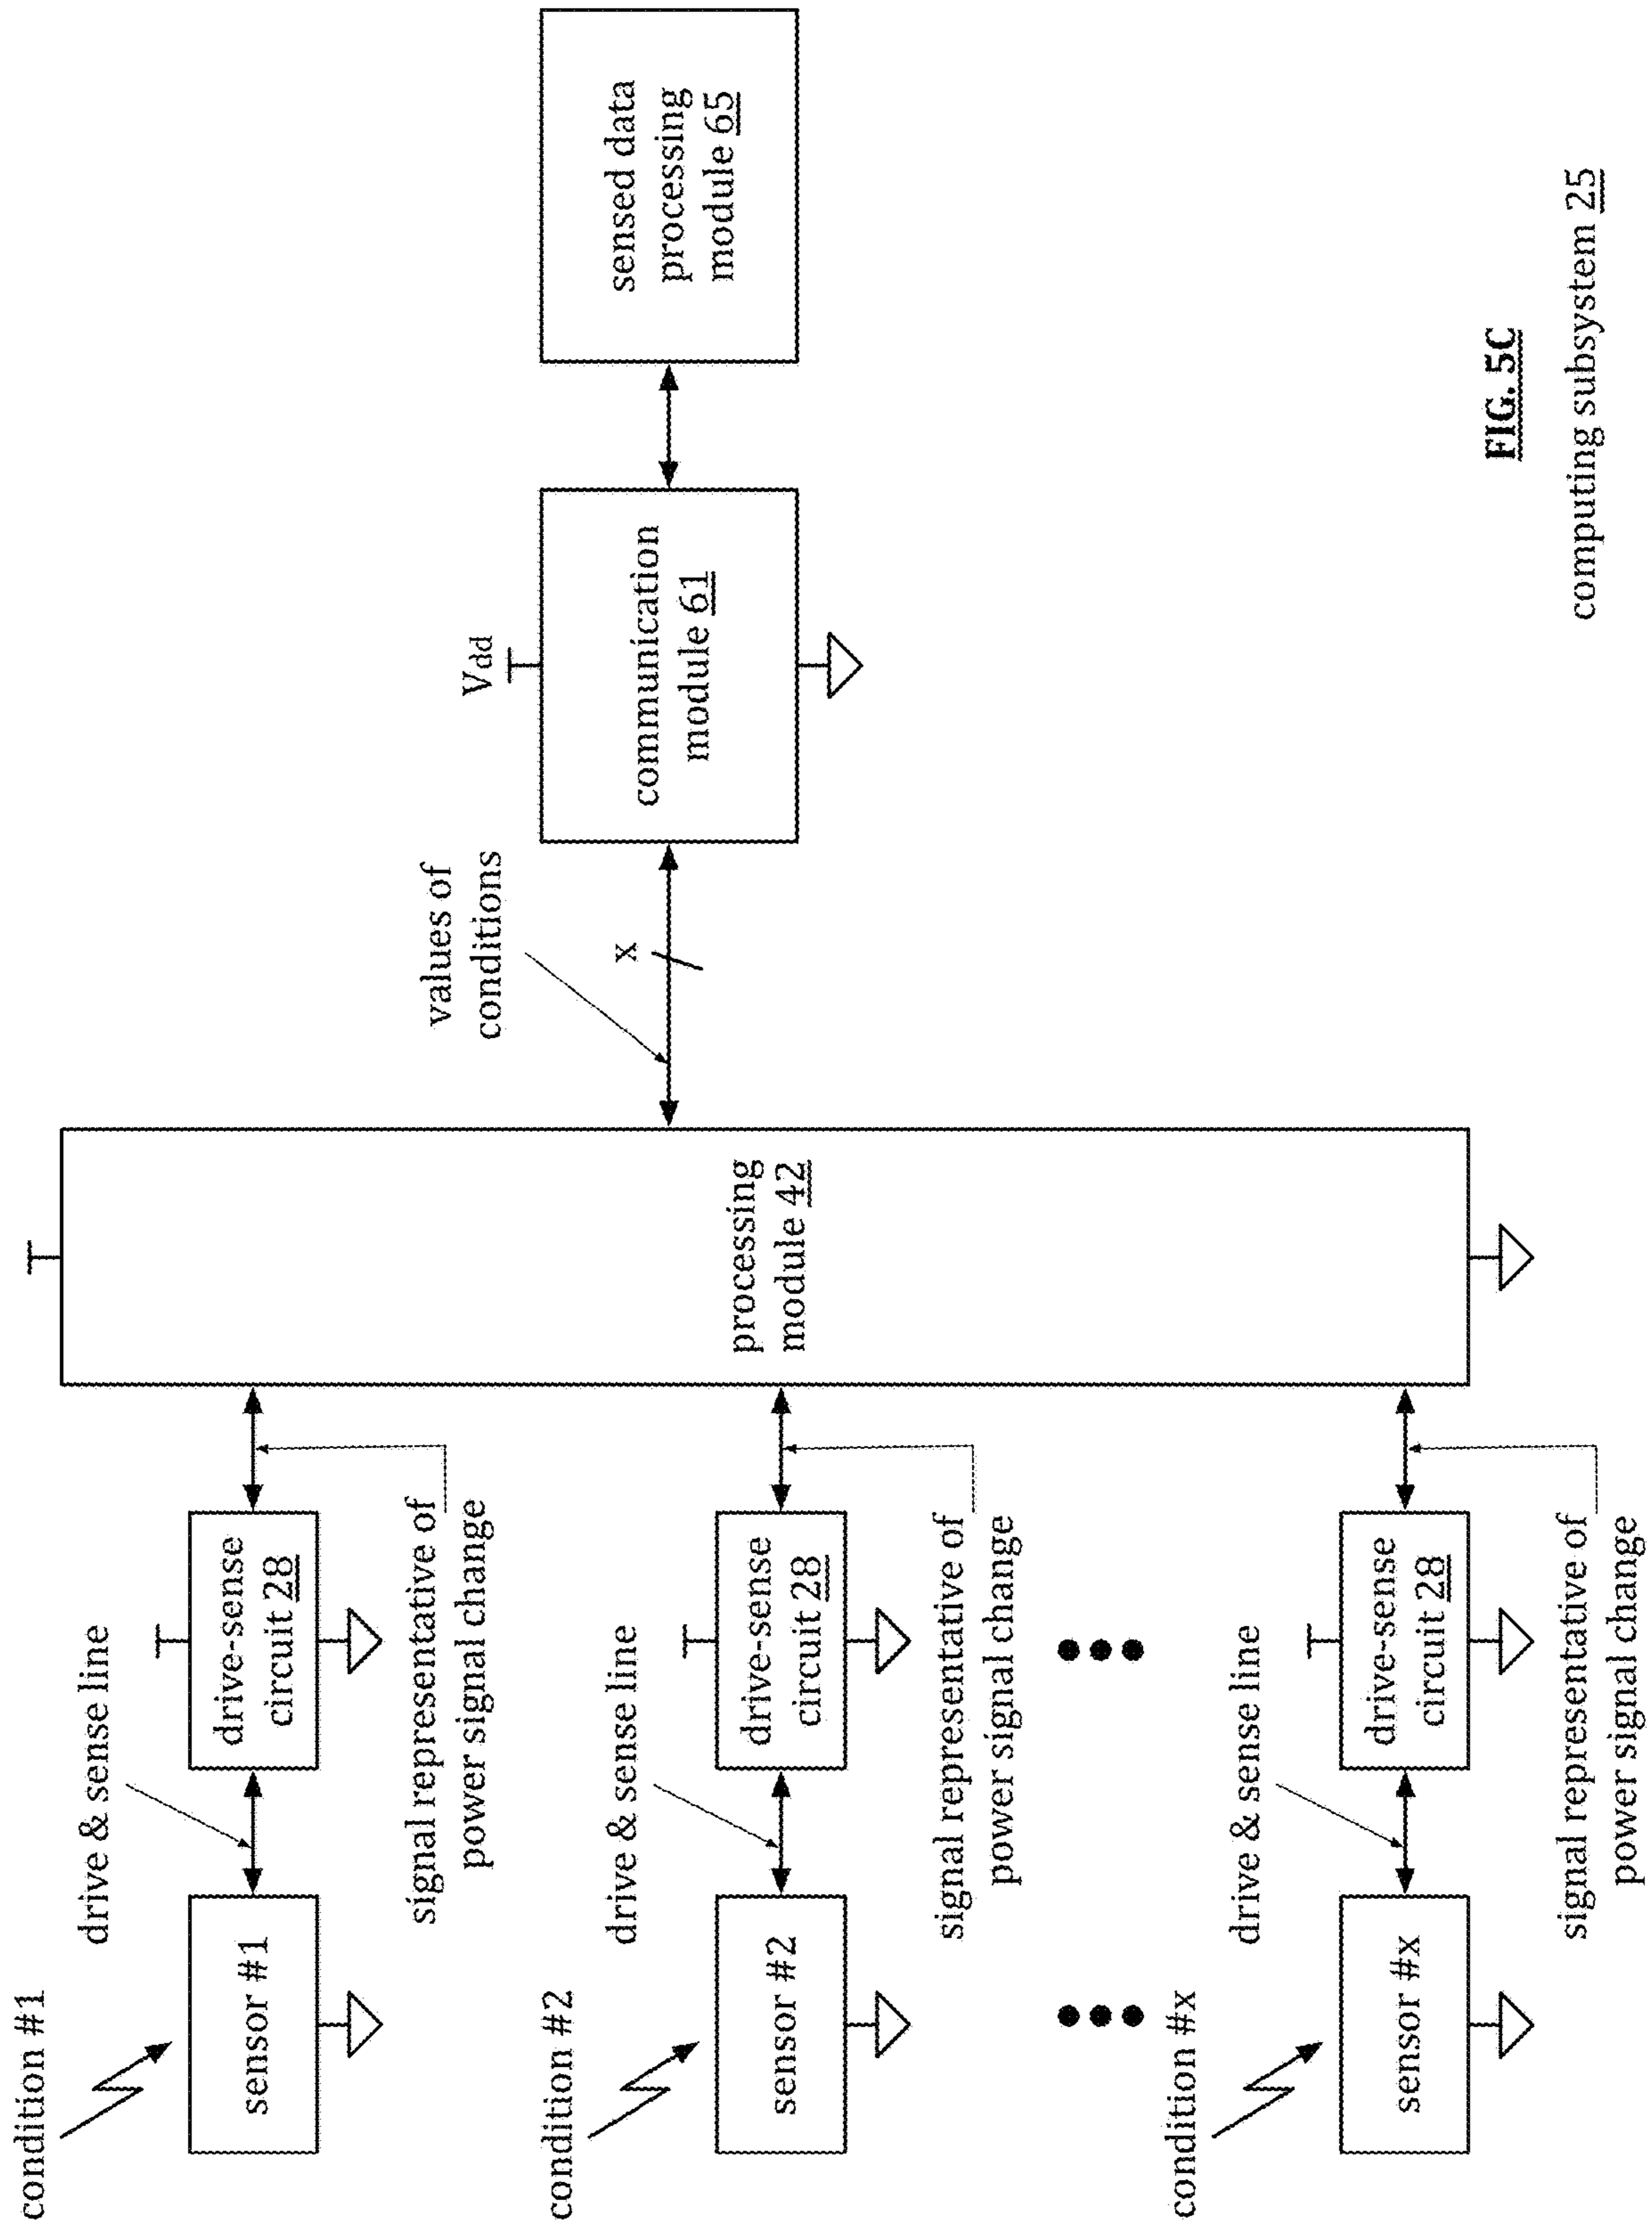 condition #1
drive & sense line
sensor #1
drive-sense
circuit 28
signal representative of
power signal change
condition #2
drive & sense line
sensor #2
drive-sense
circuit 28
signal representative of
power signal change
condition #x
drive & sense line
sensor #x
drive-sense
circuit 28
signal representative of
power signal change
processing
module 42
values of
conditions
x
Vdd
communication
module 61
sensed data
processing
module 65
FIG. 5C
computing subsystem 25